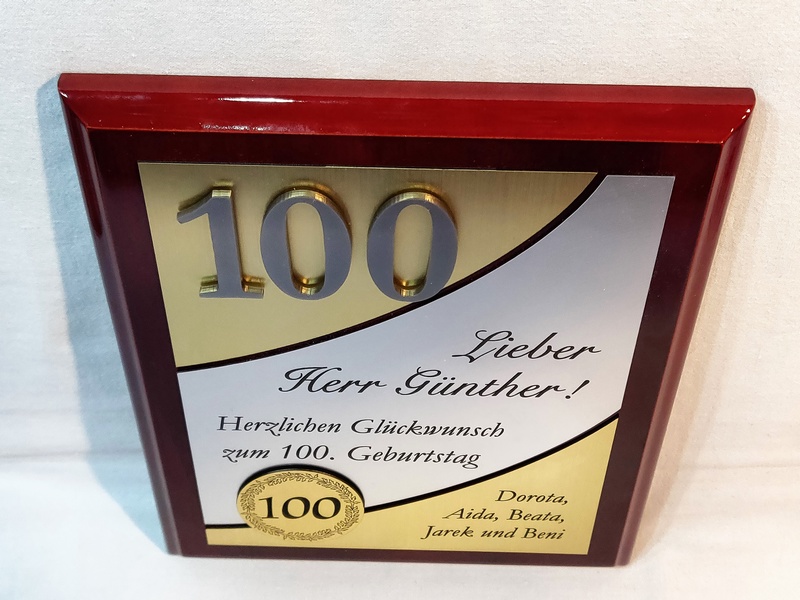 100
Lieber
Herr Günther!
Herzlichen Glückwunsch
zum 100. Geburtstag
100
Dorota,
Aida, Beata,
Jarek und Beni